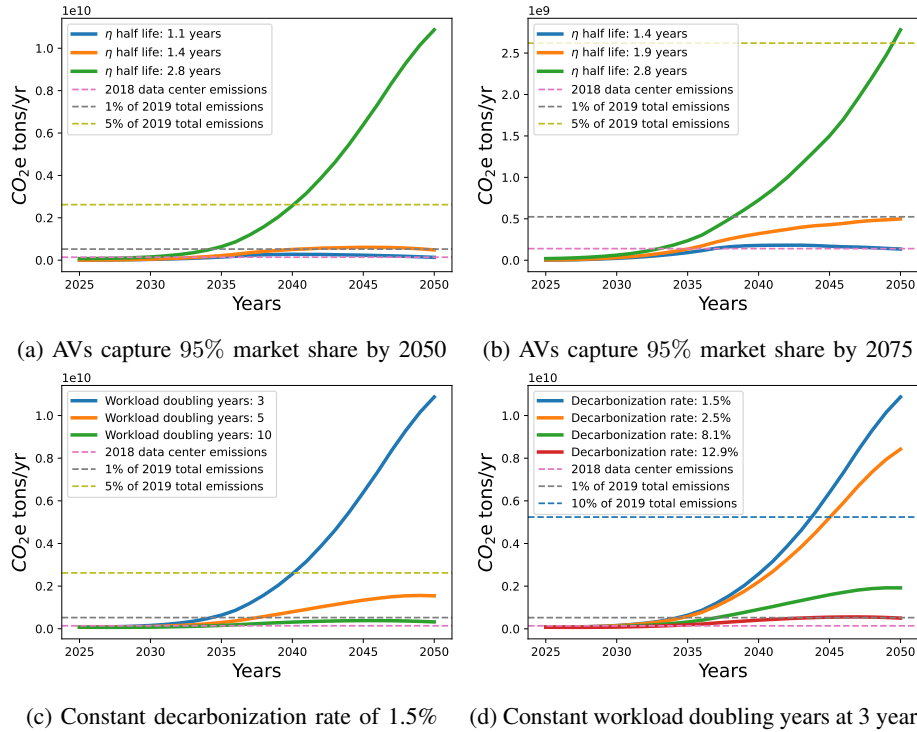 1e10
η half life: 1.1 years
η half life: 1.4 years
η half life: 2.8 years
2018 data center emissions
1% of 2019 total emissions
5% of 2019 total emissions
CO2e tons/yr
1.0
0.8
0.6
0.4
0.2
0.0
2025 2030 2035 2040 2045 2050
Years
(a) AVs capture 95% market share by 2050
1e9
η half life: 1.4 years
η half life: 1.9 years
η half life: 2.8 years
2018 data center emissions
1% of 2019 total emissions
5% of 2019 total emissions
CO2e tons/yr
2.5
2.0
1.5
1.0
0.5
0.0
2025 2030 2035 2040 2045 2050
Years
(b) AVs capture 95% market share by 2075
1e10
Workload doubling years: 3
Workload doubling years: 5
Workload doubling years: 10
2018 data center emissions
1% of 2019 total emissions
5% of 2019 total emissions
CO2e tons/yr
1.0
0.8
0.6
0.4
0.2
0.0
2025 2030 2035 2040 2045 2050
Years
(c) Constant decarbonization rate of 1.5%
1e10
Decarbonization rate: 1.5%
Decarbonization rate: 2.5%
Decarbonization rate: 8.1%
Decarbonization rate: 12.9%
2018 data center emissions
1% of 2019 total emissions
10% of 2019 total emissions
CO2e tons/yr
1.0
0.8
0.6
0.4
0.2
0.0
2025 2030 2035 2040 2045 2050
Years
(d) Constant workload doubling years at 3 year